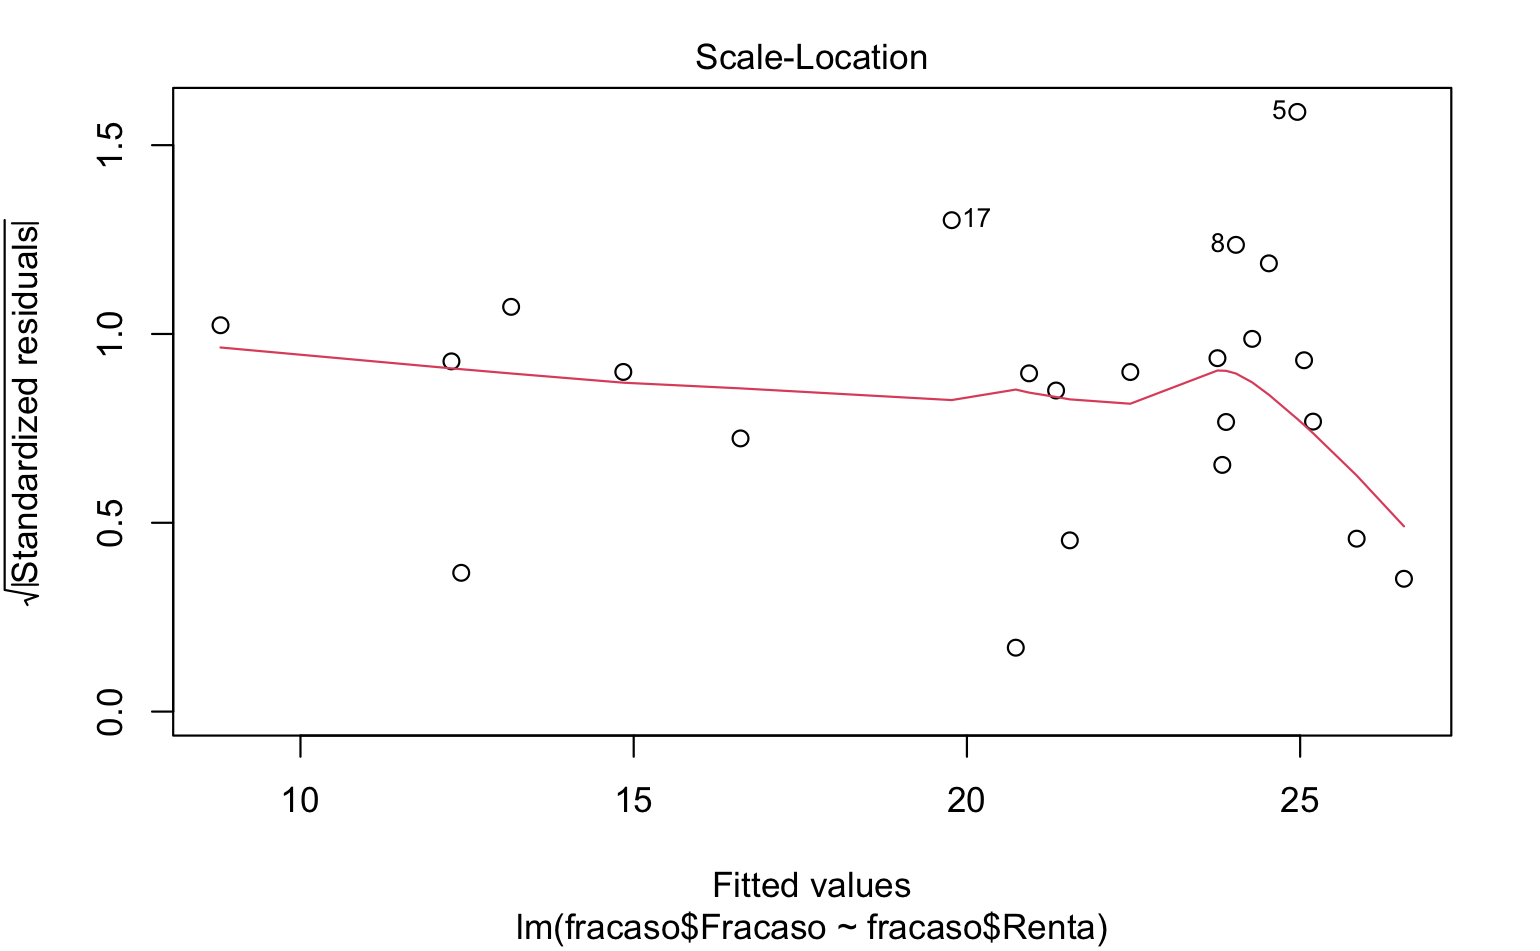 Scale-Location
√|Standardized residuals|
1.5
1.0
0.5
0.0
5
17
8
10 15 20 25
Fitted values
lm(fracaso$Fracaso ~ fracaso$Renta)